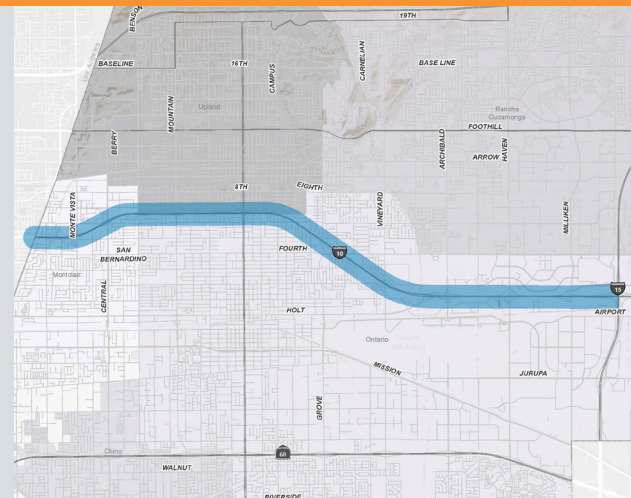 BENSON
19TH
Los Angeles
BASELINE
16TH
CAMPUS
CARNELIAN
BASE LINE
MOUNTAIN
Upland
Rancho
Cucamonga
BERRY
FOOTHILL
ARCHIBALD
ARROW
HAVEN
8TH
EIGHTH
MONTE VISTA
VINEYARD
MILLIKEN
SAN
BERNARDINO
FOURTH
10
Montclair
CENTRAL
15
HOLT
AIRPORT
Ontario
MISSION
JURUPA
GROVE
Chino
60
WALNUT
RIVERSIDE